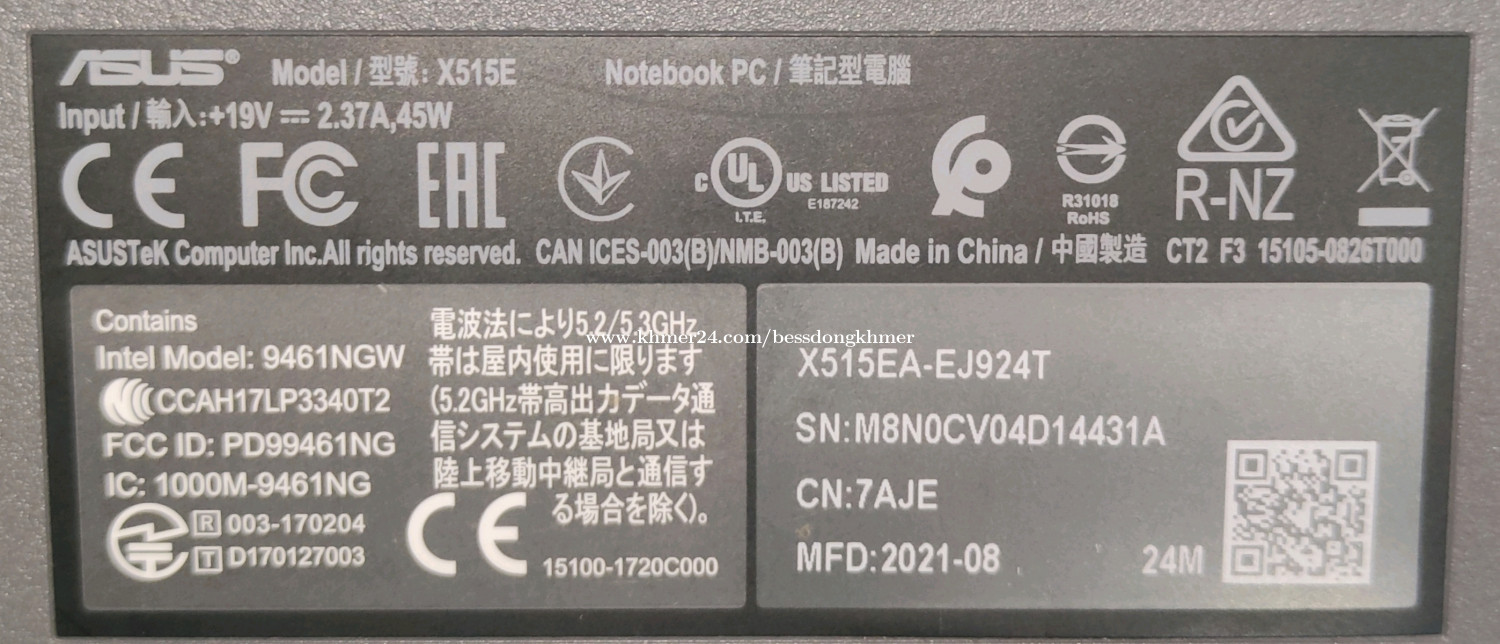 ASUS® Model / 型號: X515E Notebook PC / 筆記型電腦
Input / 輸入:+19V ⎓ 2.37A,45W
CE FC EAC
C UL US LISTED
I.T.E. E187242
R31018
RoHS
R-NZ
ASUSTeK Computer Inc.All rights reserved. CAN ICES-003(B)/NMB-003(B) Made in China / 中國製造 CT2 F3 15105-0826T000
Contains
Intel Model: 9461NGW
CCAH17LP3340T2
FCC ID: PD99461NG
IC: 1000M-9461NG
R 003-170204
T D170127003
電波法により5.2/5.3GHz
帯は屋内使用に限ります
(5.2GHz帯高出力データ通
信システムの基地局又は
陸上移動中継局と通信す
る場合を除く)。
CE
15100-1720C000
www.khmer24.com/bessdongkhmer
X515EA-EJ924T
SN:M8N0CV04D14431A
CN:7AJE
MFD:2021-08 24M